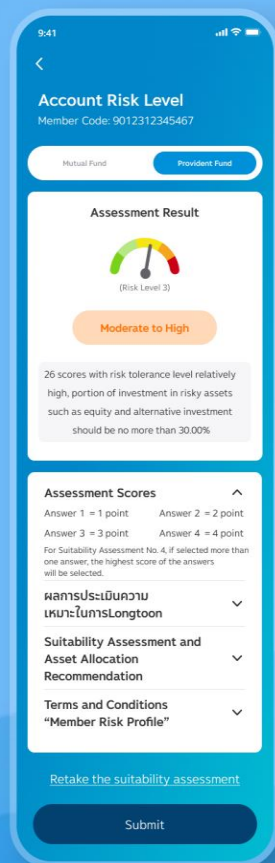 9:41
Account Risk Level
Member Code: 9012312345467
Mutual Fund
Provident Fund
Assessment Result
(Risk Level 3)
Moderate to High
26 scores with risk tolerance level relatively
high, portion of investment in risky assets
such as equity and alternative investment
should be no more than 30.00%
Assessment Scores
Answer 1 = 1 point Answer 2 = 2 point
Answer 3 = 3 point Answer 4 = 4 point
For Suitability Assessment No. 4, if selected more than
one answer, the highest score of the answers
will be selected.
ผลการประเมินความ
เหมาะในการLongtoon
Suitability Assessment and
Asset Allocation
Recommendation
Terms and Conditions
“Member Risk Profile”
Retake the suitability assessment
Submit